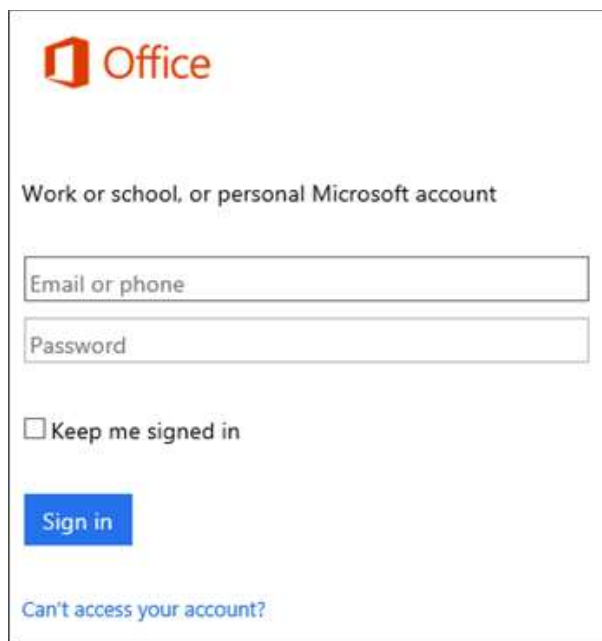 Office
Work or school, or personal Microsoft account
Email or phone
Password
Keep me signed in
Sign in
Can't access your account?